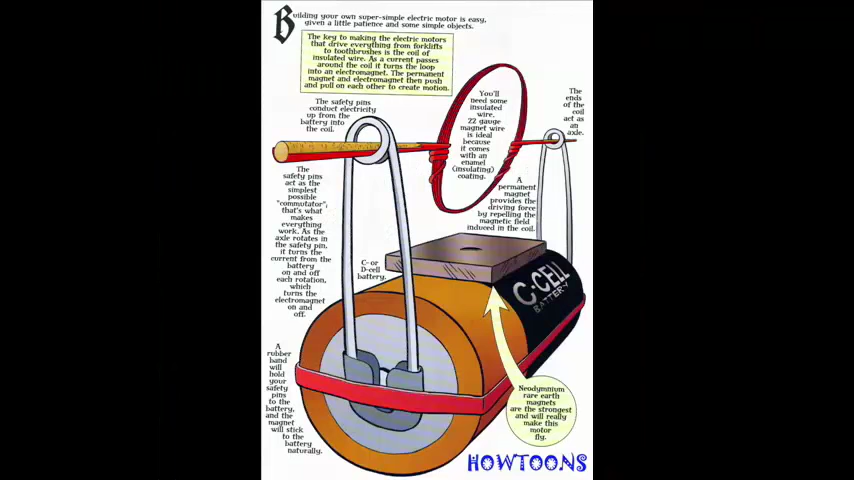 Building your own super-simple electric motor is easy,
given a little patience and some simple objects.
The key to making the electric motors
that drive everything from forklifts
to toothbrushes is the coil of
insulated wire. As a current passes
around the coil it turns the loop
into an electromagnet. The permanent
magnet and electromagnet then push
and pull on each other to create motion.
The safety pins
conduct electricity
up from the
battery into
the coil.
You'll
need some
insulated
wire.
22 gauge
magnet wire
is ideal
because
it comes
with an
enamel
(insulating)
coating.
The
ends
of the
coil
act as
an
axle.
The
safety pins
act as the
simplest
possible
"commutator",
that's what
makes
everything
work. As the
axle rotates in
the safety pin,
it turns the
current from the
battery
on and off
each rotation,
which
turns the
electromagnet
on and
off.
A
permanent
magnet
provides the
driving force
by repelling the
magnetic field
induced in the coil.
C- or
D-cell
battery.
C-CELL
BATTERY
A
rubber
band
will
hold
your
safety
pins
to the
battery,
and the
magnet
will stick
to the
battery
naturally.
Neodymnium
rare earth
magnets
are the strongest
and will really
make this
motor
fly.
HOWTOONS